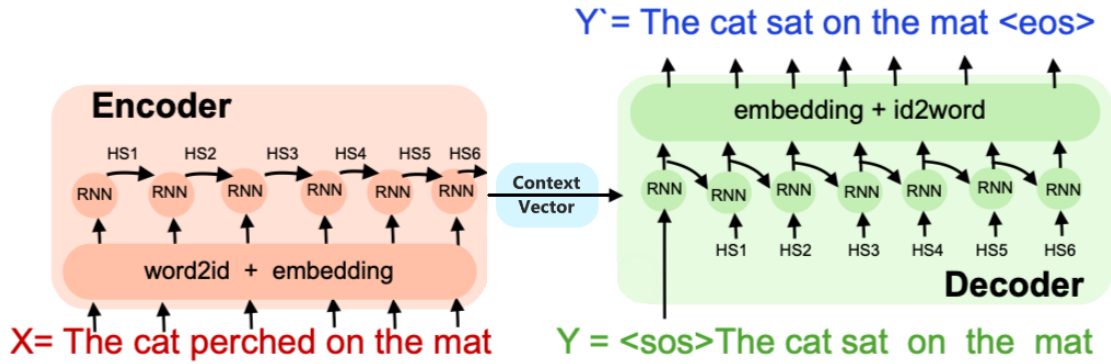 Y`= The cat sat on the mat <eos>
Encoder
embedding + id2word
HS1 HS2 HS3 HS4 HS5 HS6
RNN RNN RNN RNN RNN RNN
Context
Vector
RNN RNN RNN RNN RNN RNN RNN
HS1 HS2 HS3 HS4 HS5 HS6
word2id + embedding
Decoder
X= The cat perched on the mat
Y = <sos>The cat sat on the mat